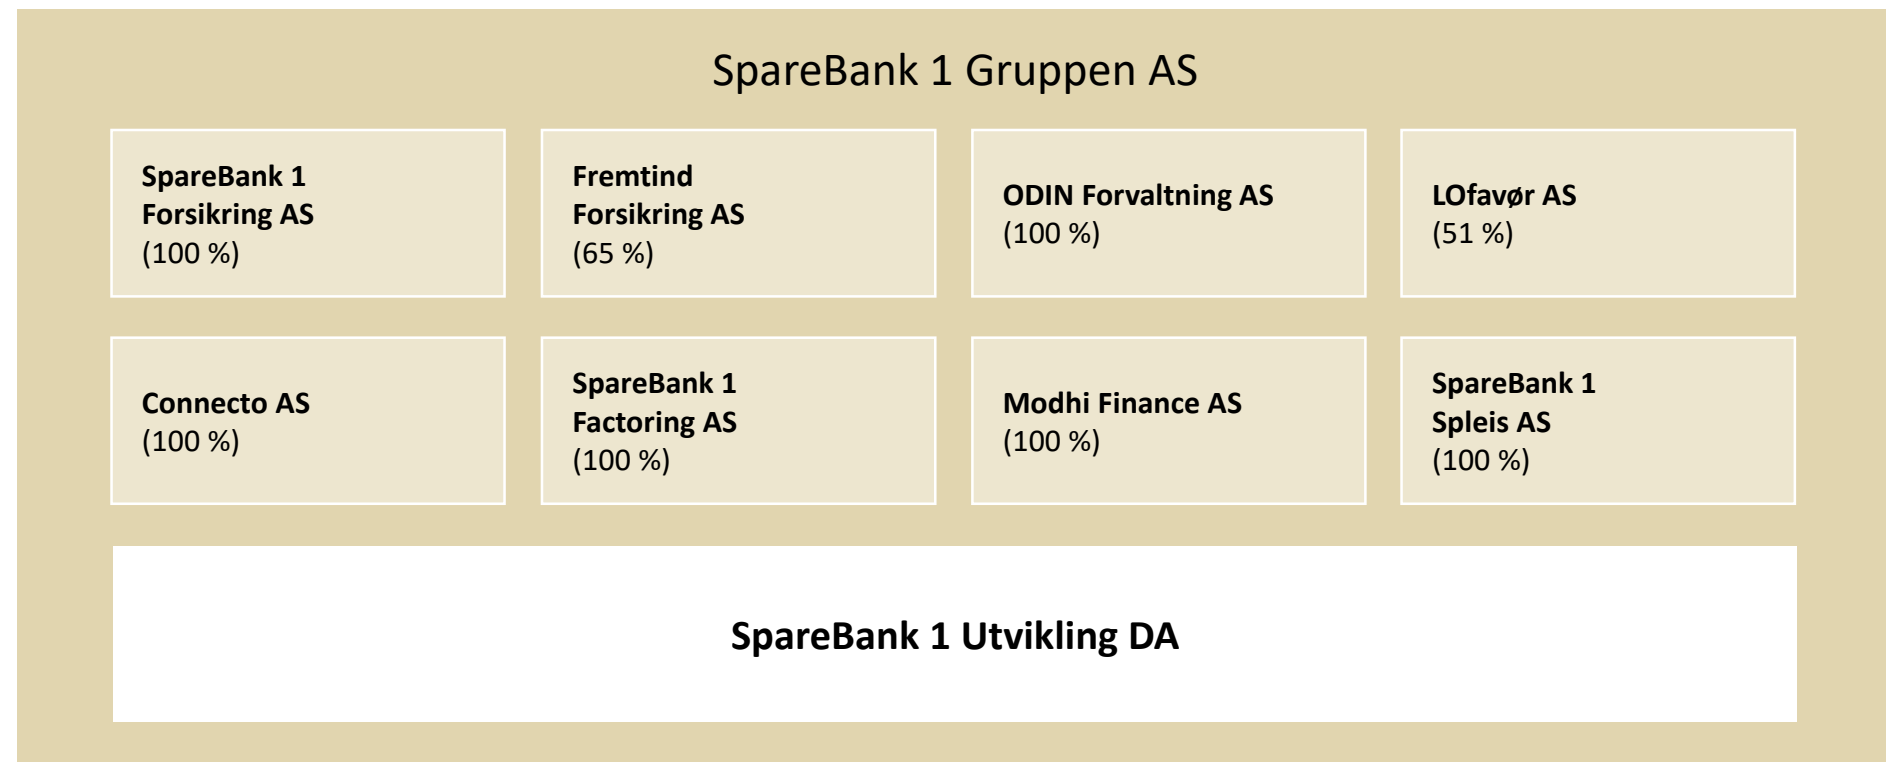 SpareBank 1 Gruppen AS
SpareBank 1
Forsikring AS
(100 %)
Fremtind
Forsikring AS
(65 %)
ODIN Forvaltning AS
(100 %)
LOfavør AS
(51 %)
Connecto AS
(100 %)
SpareBank 1
Factoring AS
(100 %)
Modhi Finance AS
(100 %)
SpareBank 1
Spleis AS
(100 %)
SpareBank 1 Utvikling DA